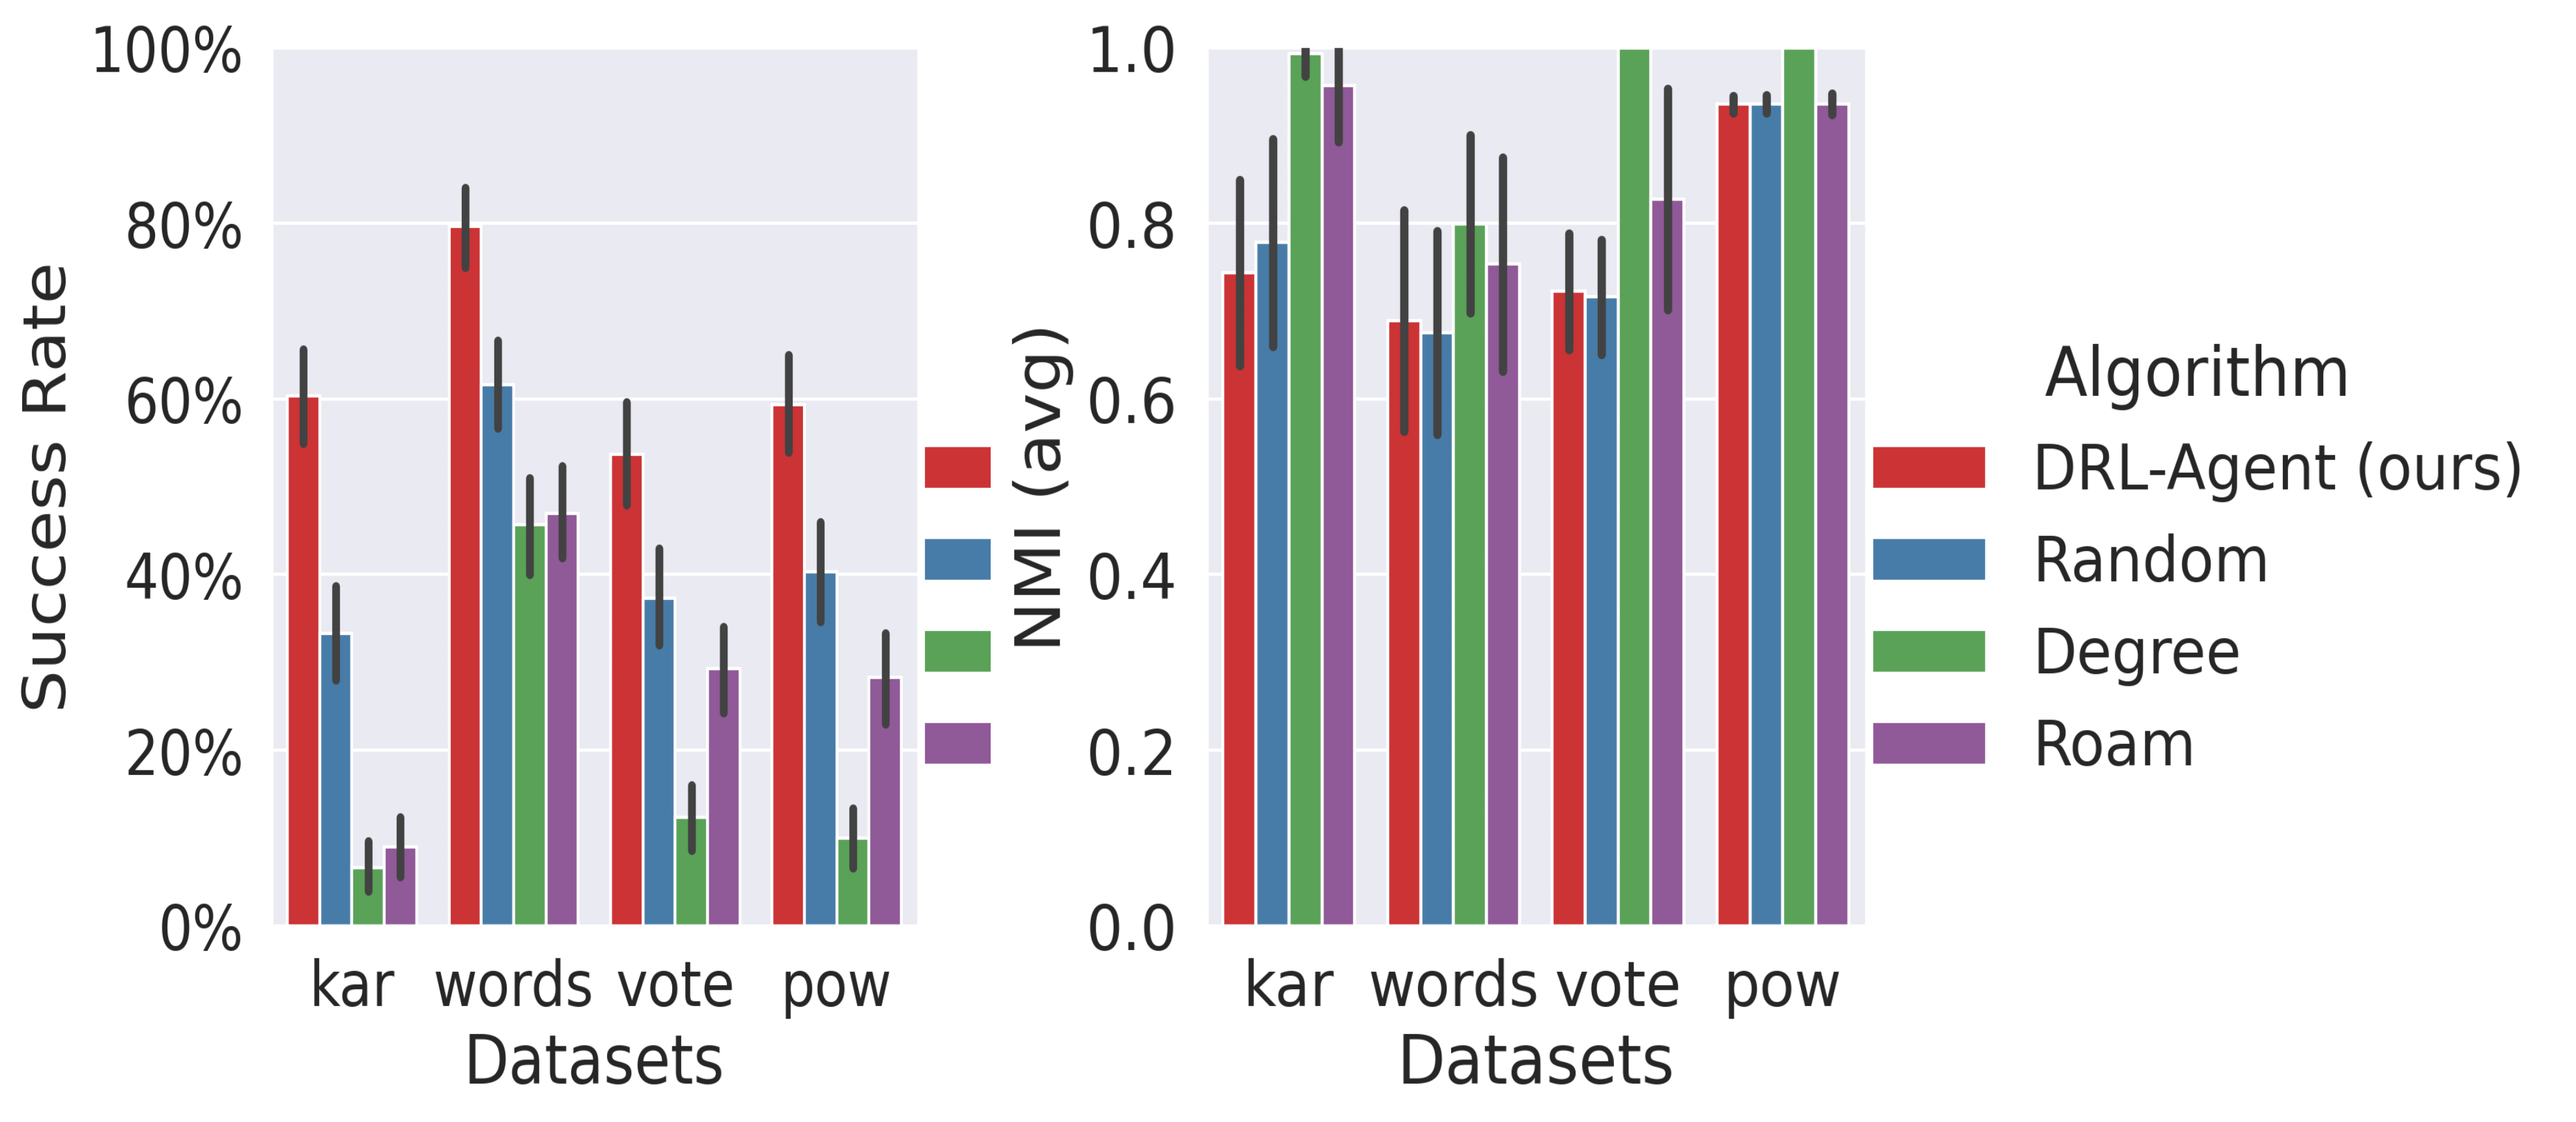 100%
80%
60%
40%
20%
0%
Success Rate
kar words vote pow
Datasets
1.0
0.8
0.6
0.4
0.2
0.0
NMI (avg)
kar words vote pow
Datasets
Algorithm
DRL-Agent (ours)
Random
Degree
Roam